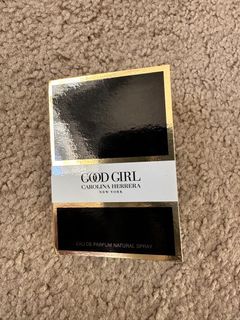 GOOD GIRL
CAROLINA HERRERA
NEW YORK
EAU DE PARFUM NATURAL SPRAY